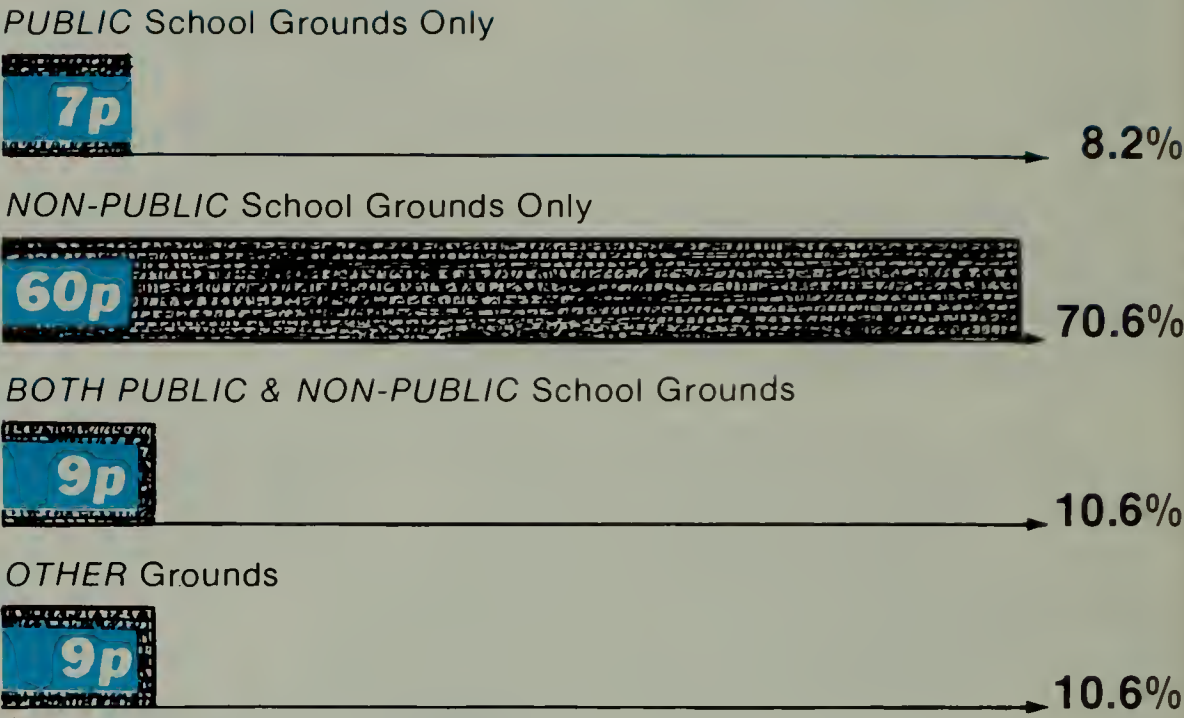 PUBLIC School Grounds Only
7p
8.2%
NON-PUBLIC School Grounds Only
60p
70.6%
BOTH PUBLIC & NON-PUBLIC School Grounds
9p
10.6%
OTHER Grounds
9p
10.6%